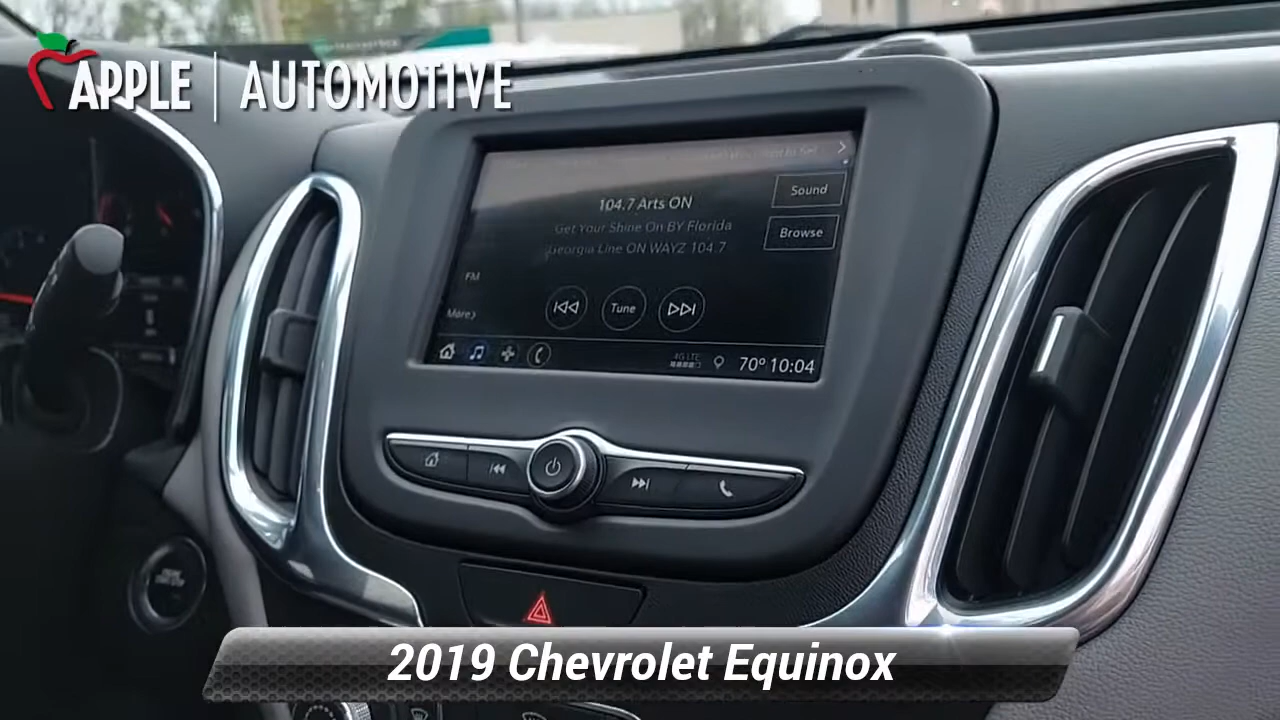 APPLE | AUTOMOTIVE
104.7 Arts ON
Sound
Get Your Shine On BY Florida
Georgia Line ON WAYZ 104.7
Browse
FM
More
Tune
4G LTE
70° 10:04
2019 Chevrolet Equinox